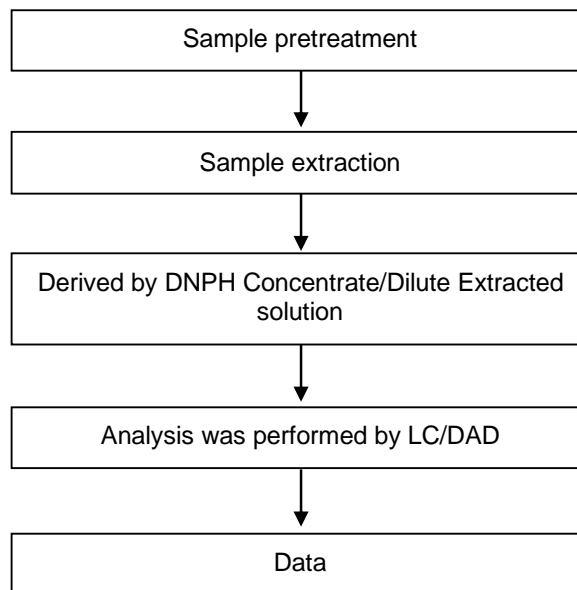 Sample pretreatment
Sample extraction
Derived by DNPH Concentrate/Dilute Extracted
solution
Analysis was performed by LC/DAD
Data